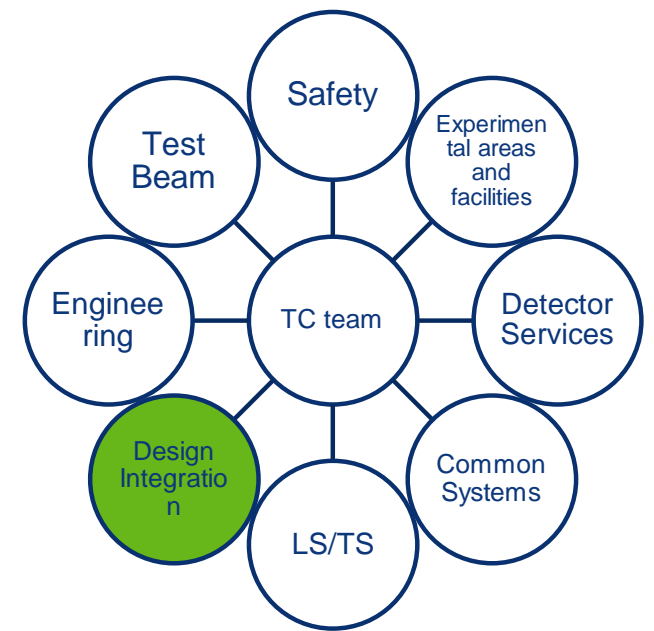 Safety
Experimen
tal areas
and
facilities
Test
Beam
Enginee
ring
TC team
Detector
Services
Design
Integratio
n
Common
Systems
LS/TS